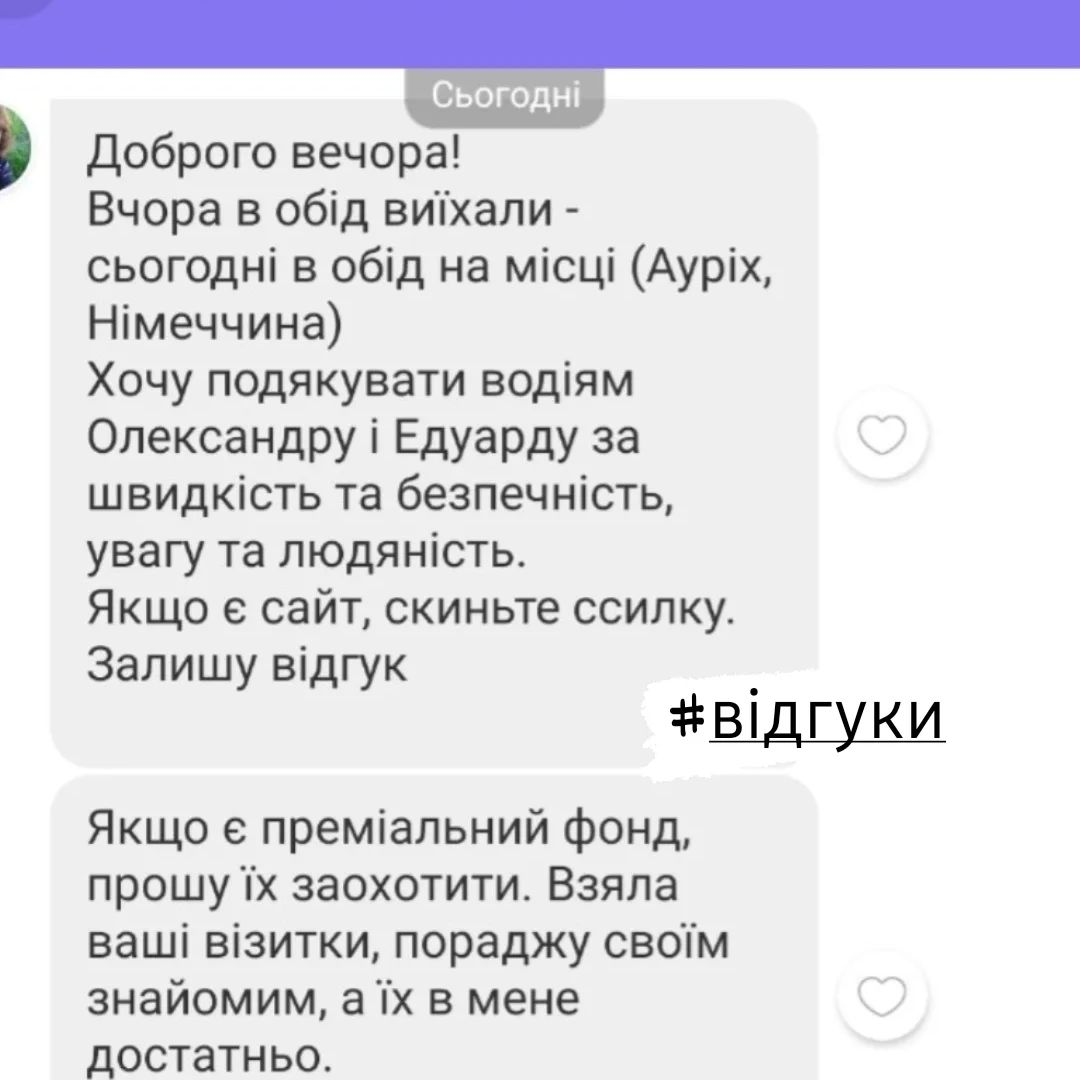 Сьогодні
Доброго вечора!
Вчора в обід виїхали -
сьогодні в обід на місці (Ауріх,
Німеччина)
Хочу подякувати водіям
Олександру і Едуарду за
швидкість та безпечність,
увагу та людяність.
Якщо є сайт, скиньте ссилку.
Залишу відгук
#відгуки
Якщо є преміальний фонд,
прошу їх заохотити. Взяла
ваші візитки, пораджу своїм
знайомим, а їх в мене
достатньо.